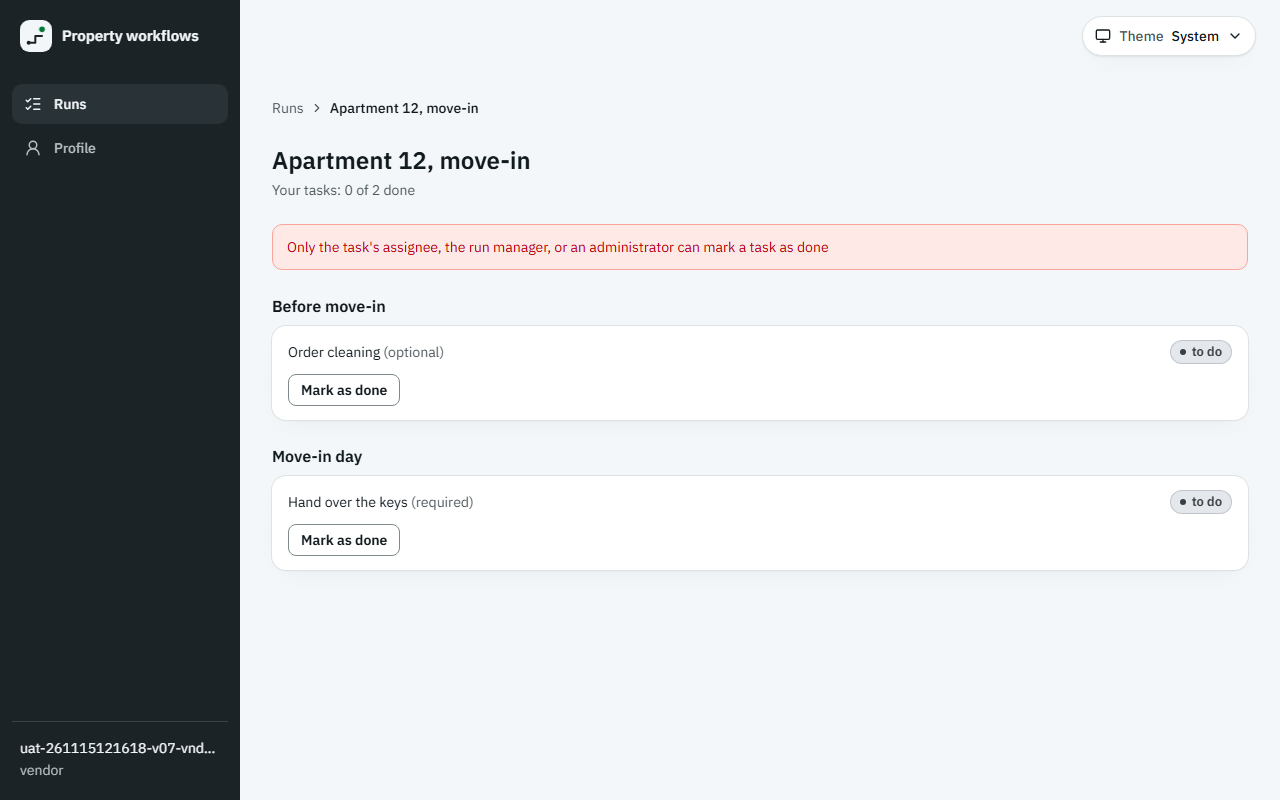 Property workflows
Runs
Profile
uat-261115121618-v07-vnd...
vendor
Theme System
Runs > Apartment 12, move-in
Apartment 12, move-in
Your tasks: 0 of 2 done
Only the task's assignee, the run manager, or an administrator can mark a task as done
Before move-in
Order cleaning (optional)
to do
Mark as done
Move-in day
Hand over the keys (required)
to do
Mark as done